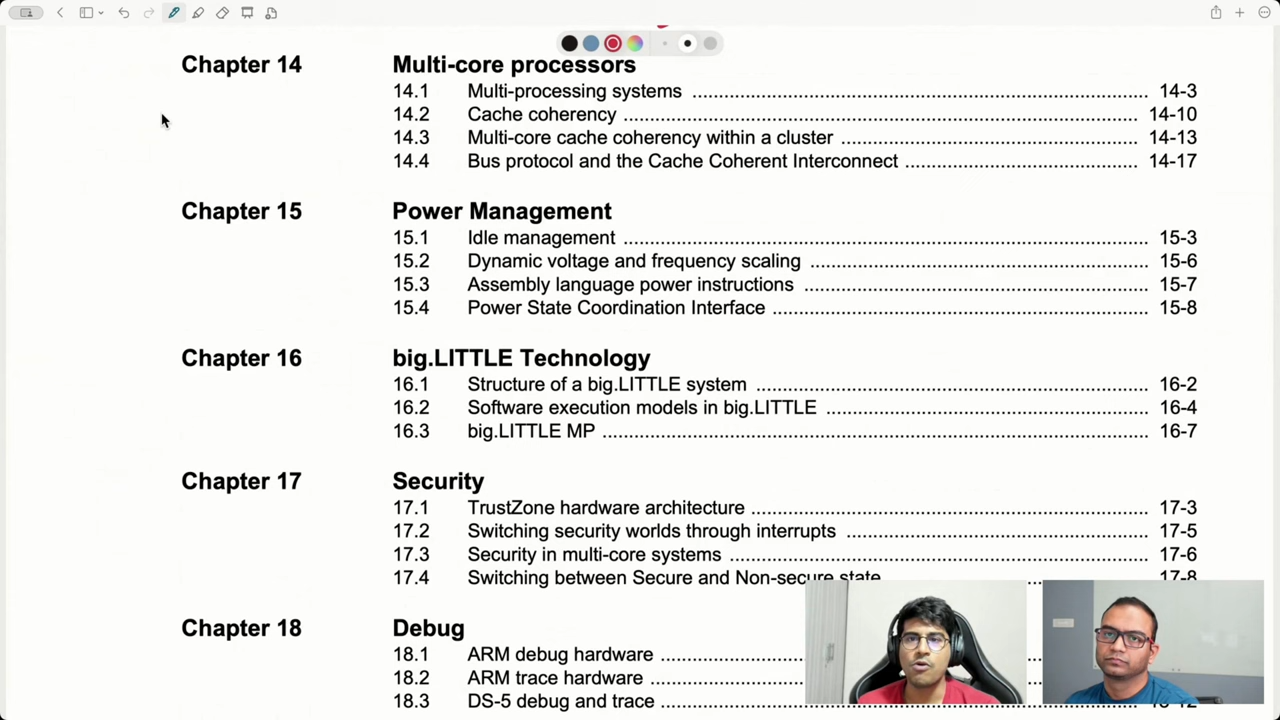 Chapter 14 Multi-core processors
14.1 Multi-processing systems ........ 14-3
14.2 Cache coherency ........ 14-10
14.3 Multi-core cache coherency within a cluster ........ 14-13
14.4 Bus protocol and the Cache Coherent Interconnect ........ 14-17
Chapter 15 Power Management
15.1 Idle management ........ 15-3
15.2 Dynamic voltage and frequency scaling ........ 15-6
15.3 Assembly language power instructions ........ 15-7
15.4 Power State Coordination Interface ........ 15-8
Chapter 16 big.LITTLE Technology
16.1 Structure of a big.LITTLE system ........ 16-2
16.2 Software execution models in big.LITTLE ........ 16-4
16.3 big.LITTLE MP ........ 16-7
Chapter 17 Security
17.1 TrustZone hardware architecture ........ 17-3
17.2 Switching security worlds through interrupts ........ 17-5
17.3 Security in multi-core systems ........ 17-6
17.4 Switching between Secure and Non-secure state ........ 17-8
Chapter 18 Debug
18.1 ARM debug hardware ........
18.2 ARM trace hardware ........
18.3 DS-5 debug and trace ........